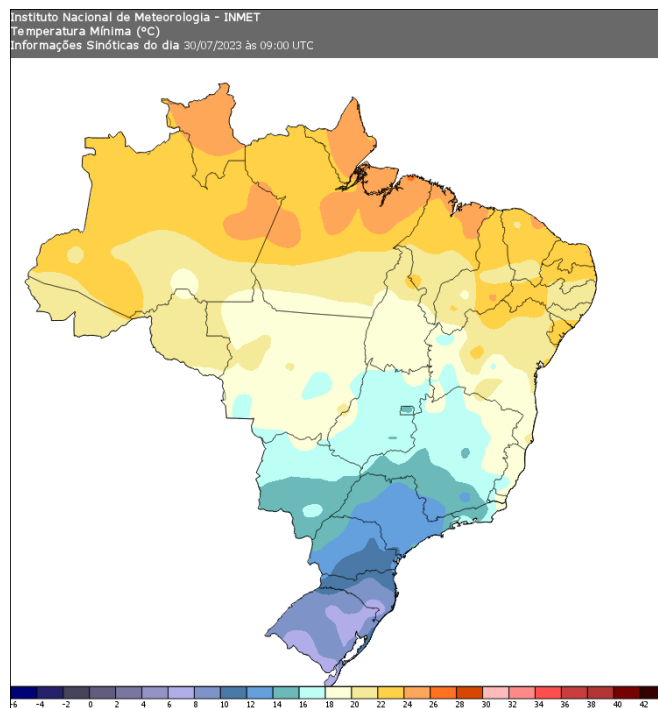 Instituto Nacional de Meteorologia - INMET
Temperatura Mínima (ºC)
Informações Sinóticas do dia 30/07/2023 às 09:00 UTC
-6 -4 -2 0 2 4 6 8 10 12 14 16 18 20 22 24 26 28 30 32 34 36 38 40 42